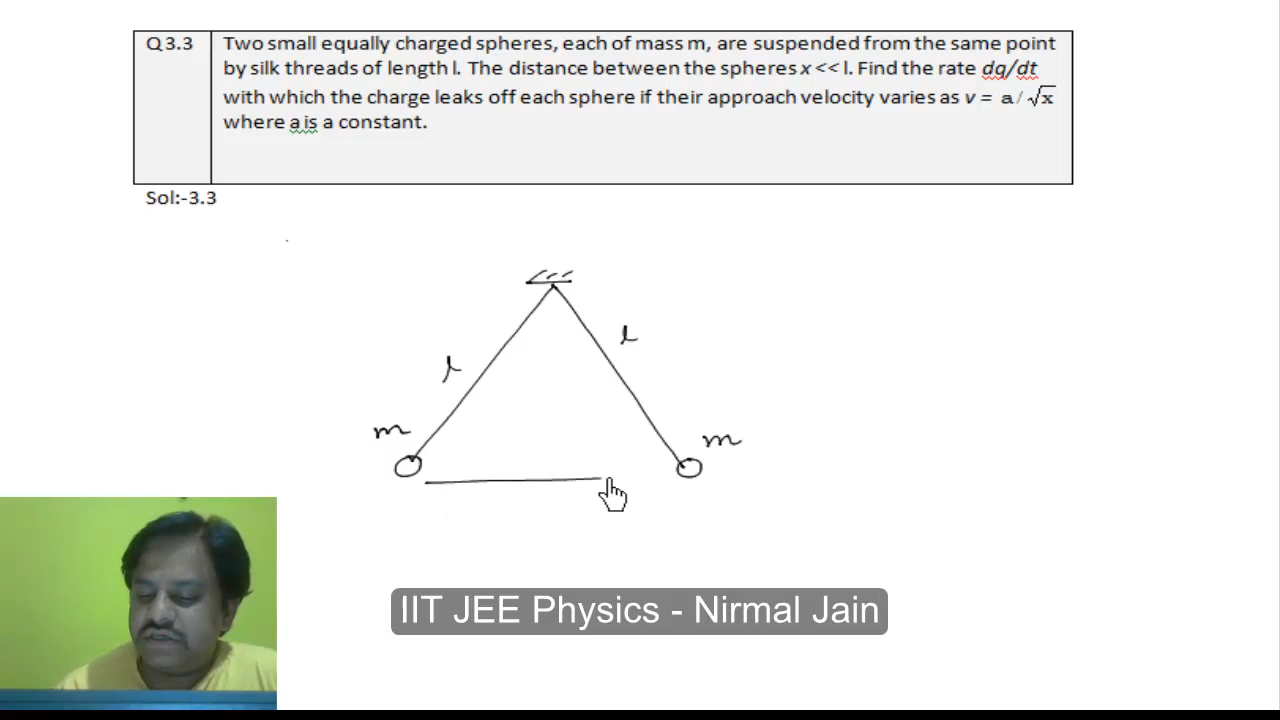 Q3.3 Two small equally charged spheres, each of mass m, are suspended from the same point
by silk threads of length l. The distance between the spheres x << l. Find the rate dq/dt
with which the charge leaks off each sphere if their approach velocity varies as v = a/√x
where a is a constant.
Sol:-3.3
l
l
m
m
IIT JEE Physics - Nirmal Jain